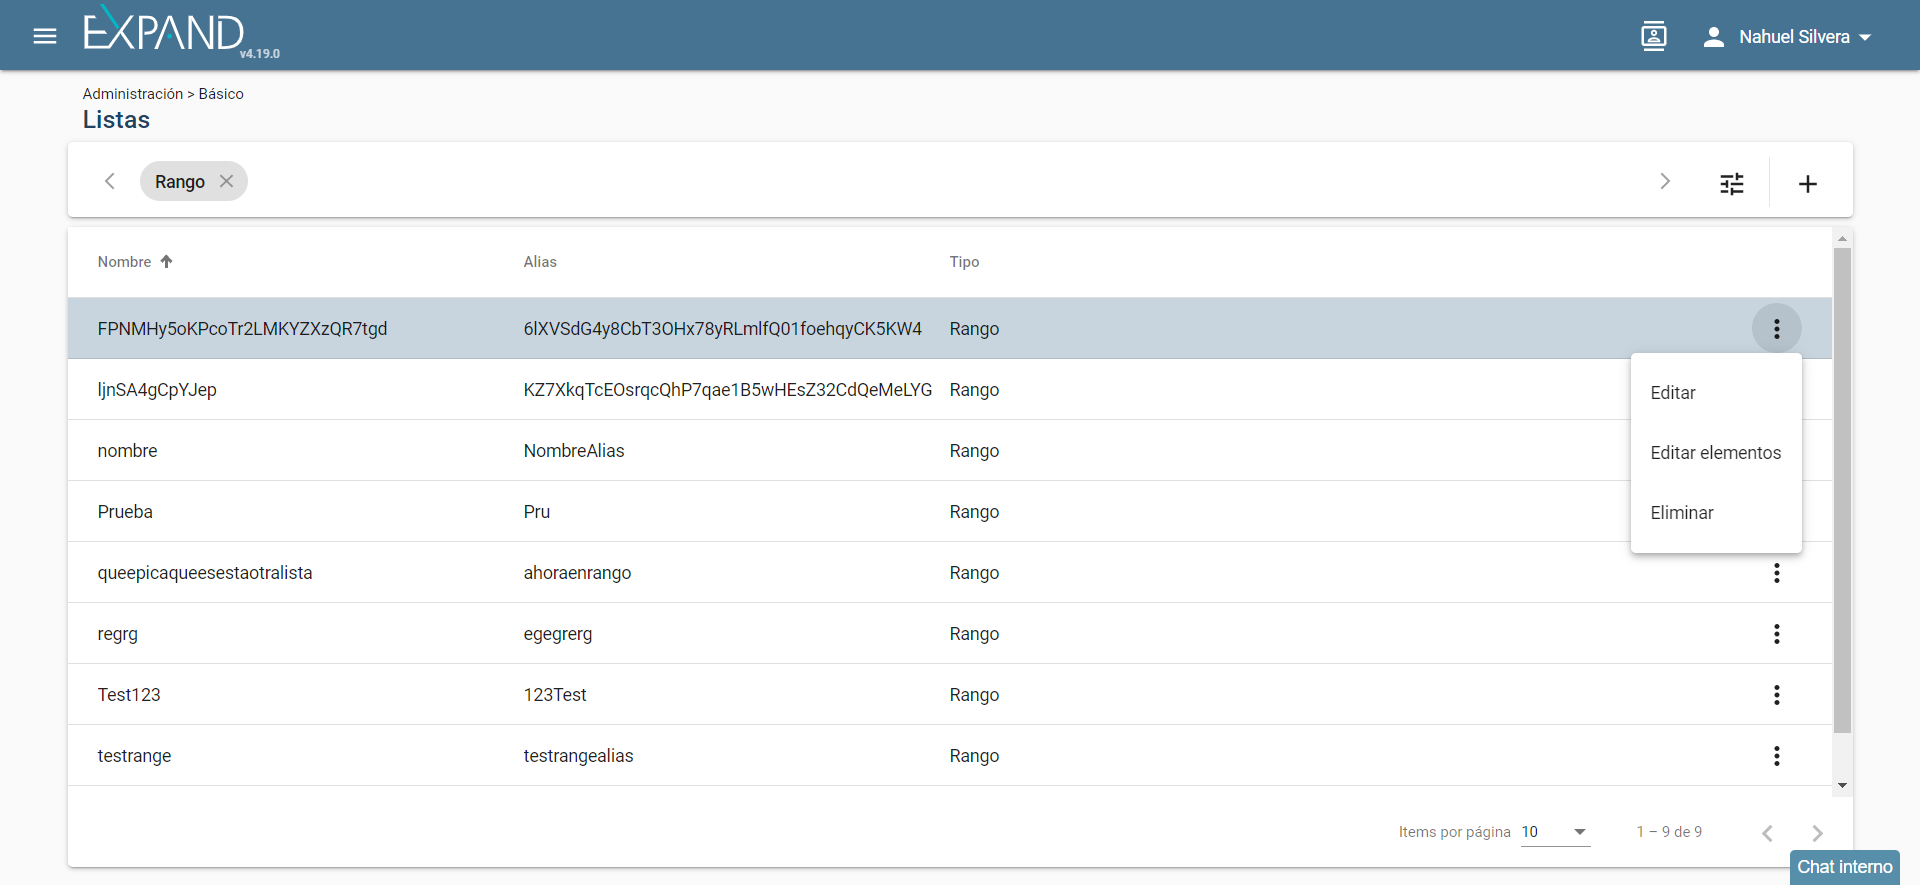 EXPAND v4.19.0
Nahuel Silvera
Administración > Básico
Listas
Rango
Nombre Alias Tipo
FPNMHy5oKPcoTr2LMKYZXzQR7tgd 6lXVSdG4y8CbT3OHx78yRLmlfQ01foehqyCK5KW4 Rango
ljnSA4gCpYJep KZ7XkqTcEOsrqcQhP7qae1B5wHEsZ32CdQeMeLYG Rango
Editar
nombre NombreAlias Rango
Editar elementos
Prueba Pru Rango
Eliminar
queepicaqueesestaotralista ahoraenrango Rango
regrg egegrerg Rango
Test123 123Test Rango
testrange testrangealias Rango
Items por página 10 1 – 9 de 9
Chat interno